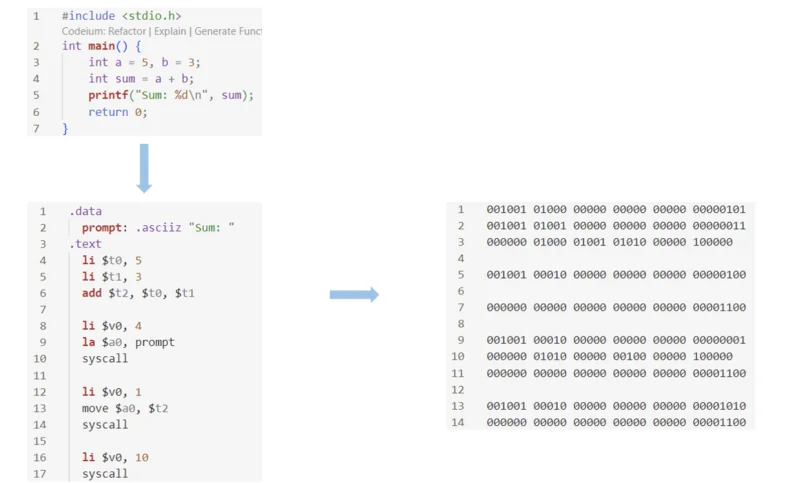 1 #include <stdio.h>
Codeium: Refactor | Explain | Generate Funct
2 int main() {
3 int a = 5, b = 3;
4 int sum = a + b;
5 printf("Sum: %d\n", sum);
6 return 0;
7 }
1 .data
2 prompt: .asciiz "Sum: "
3 .text
4 li $t0, 5
5 li $t1, 3
6 add $t2, $t0, $t1
7
8 li $v0, 4
9 la $a0, prompt
10 syscall
11
12 li $v0, 1
13 move $a0, $t2
14 syscall
15
16 li $v0, 10
17 syscall
1 001001 01000 00000 00000 00000 00000101
2 001001 01001 00000 00000 00000 00000011
3 000000 01000 01001 01010 00000 100000
4
5 001001 00010 00000 00000 00000 00000100
6
7 000000 00000 00000 00000 00000 00001100
8
9 001001 00010 00000 00000 00000 00000001
10 000000 01010 00000 00100 00000 100000
11 000000 00000 00000 00000 00000 00001100
12
13 001001 00010 00000 00000 00000 00001010
14 000000 00000 00000 00000 00000 00001100